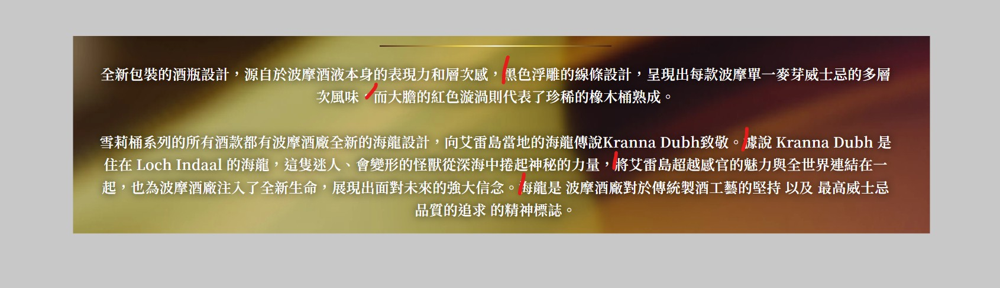 全新包裝的酒瓶設計，源自於波摩酒液本身的表現力和層次感，黑色浮雕的線條設計，呈現出每款波摩單一麥芽威士忌的多層
次風味，而大膽的紅色漩渦則代表了珍稀的橡木桶熟成。
雪莉桶系列的所有酒款都有波摩酒廠全新的海龍設計，向艾雷島當地的海龍傳說Kranna Dubh致敬。據說 Kranna Dubh 是
住在 Loch Indaal 的海龍，這隻迷人、會變形的怪獸從深海中捲起神秘的力量，將艾雷島超越感官的魅力與全世界連結在一
起，也為波摩酒廠注入了全新生命，展現出面對未來的強大信念。海龍是 波摩酒廠對於傳統製酒工藝的堅持 以及 最高威士忌
品質的追求 的精神標誌。